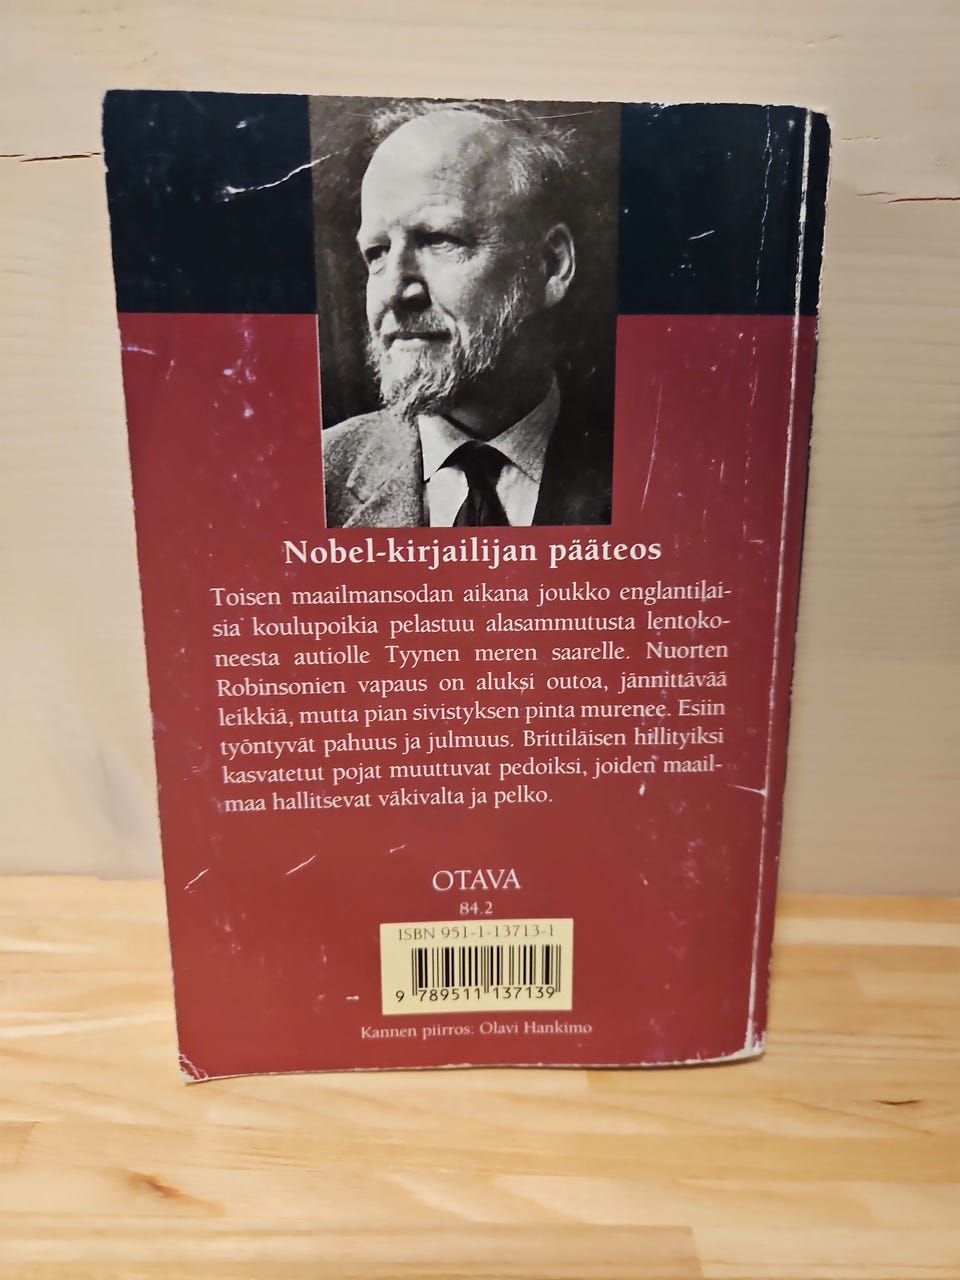 Nobel-kirjailijan pääteos
Toisen maailmansodan aikana joukko englantilai-
sia koulupoikia pelastuu alasammutusta lentoko-
neesta autiolle Tyynen meren saarelle. Nuorten
Robinsonien vapaus on aluksi outoa, jännittävää
leikkiä, mutta pian sivistyksen pinta murenee. Esiin
työntyvät pahuus ja julmuus. Brittiläisen hillityiksi
kasvatetut pojat muuttuvat pedoiksi, joiden maail-
maa hallitsevat väkivalta ja pelko.
OTAVA
84.2
ISBN 951-1-13713-1
9 789511 137139
Kannen piirros: Olavi Hankimo